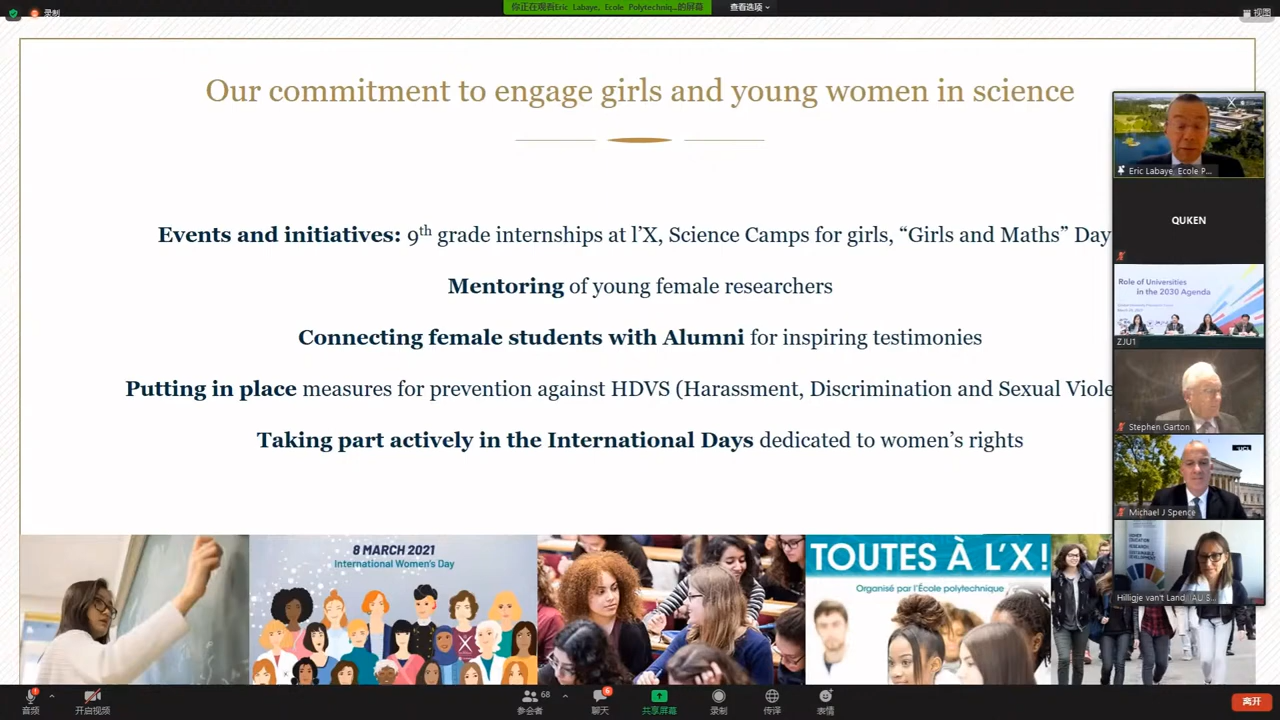 录制
你正在观看Eric Labaye, Ecole Polytechniq...的屏幕
查看选项
视图
Our commitment to engage girls and young women in science
Events and initiatives: 9th grade internships at l’X, Science Camps for girls, “Girls and Maths” Day
Mentoring of young female researchers
Connecting female students with Alumni for inspiring testimonies
Putting in place measures for prevention against HDVS (Harassment, Discrimination and Sexual Viole
Taking part actively in the International Days dedicated to women’s rights
8 MARCH 2021
International Women's Day
TOUTES À L’X !
Organisé par l’École polytechnique
Eric Labaye, Ecole P...
QUKEN
Role of Universities
in the 2030 Agenda
ZJU1
Stephen Garton
UCL
Michael J Spence
HIGHER
EDUCATION
RESEARCH
SUSTAINABLE
DEVELOPMENT
Hilligje van't Land
音频
开启视频
68
参会者
聊天
共享屏幕
录制
传译
表情
离开